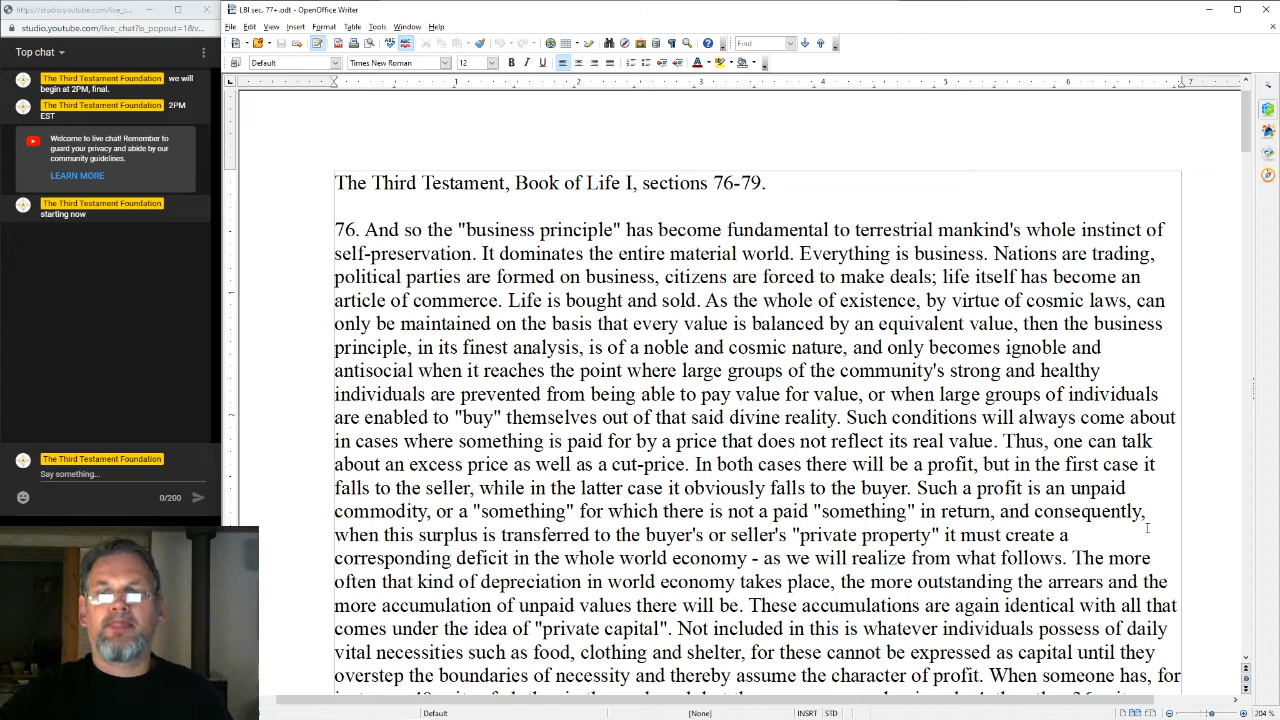 https://studio.youtube.com/live_c...
studio.youtube.com/live_chat?is_popout=1&v...
Top chat
The Third Testament Foundation we will
begin at 2PM, final.
The Third Testament Foundation 2PM
EST
Welcome to live chat! Remember to
guard your privacy and abide by our
community guidelines.
LEARN MORE
The Third Testament Foundation
starting now
The Third Testament Foundation
Say something...
0/200
LBI sec. 77+.odt - OpenOffice Writer
File Edit View Insert Format Table Tools Window Help
Find
Default Times New Roman 12 B I U
1 2 3 4 5 6 7
The Third Testament, Book of Life I, sections 76-79.
76. And so the "business principle" has become fundamental to terrestrial mankind's whole instinct of
self-preservation. It dominates the entire material world. Everything is business. Nations are trading,
political parties are formed on business, citizens are forced to make deals; life itself has become an
article of commerce. Life is bought and sold. As the whole of existence, by virtue of cosmic laws, can
only be maintained on the basis that every value is balanced by an equivalent value, then the business
principle, in its finest analysis, is of a noble and cosmic nature, and only becomes ignoble and
antisocial when it reaches the point where large groups of the community's strong and healthy
individuals are prevented from being able to pay value for value, or when large groups of individuals
are enabled to "buy" themselves out of that said divine reality. Such conditions will always come about
in cases where something is paid for by a price that does not reflect its real value. Thus, one can talk
about an excess price as well as a cut-price. In both cases there will be a profit, but in the first case it
falls to the seller, while in the latter case it obviously falls to the buyer. Such a profit is an unpaid
commodity, or a "something" for which there is not a paid "something" in return, and consequently,
when this surplus is transferred to the buyer's or seller's "private property" it must create a
corresponding deficit in the whole world economy - as we will realize from what follows. The more
often that kind of depreciation in world economy takes place, the more outstanding the arrears and the
more accumulation of unpaid values there will be. These accumulations are again identical with all that
comes under the idea of "private capital". Not included in this is whatever individuals possess of daily
vital necessities such as food, clothing and shelter, for these cannot be expressed as capital until they
overstep the boundaries of necessity and thereby assume the character of profit. When someone has, for
Default [None] INSRT STD 204 %